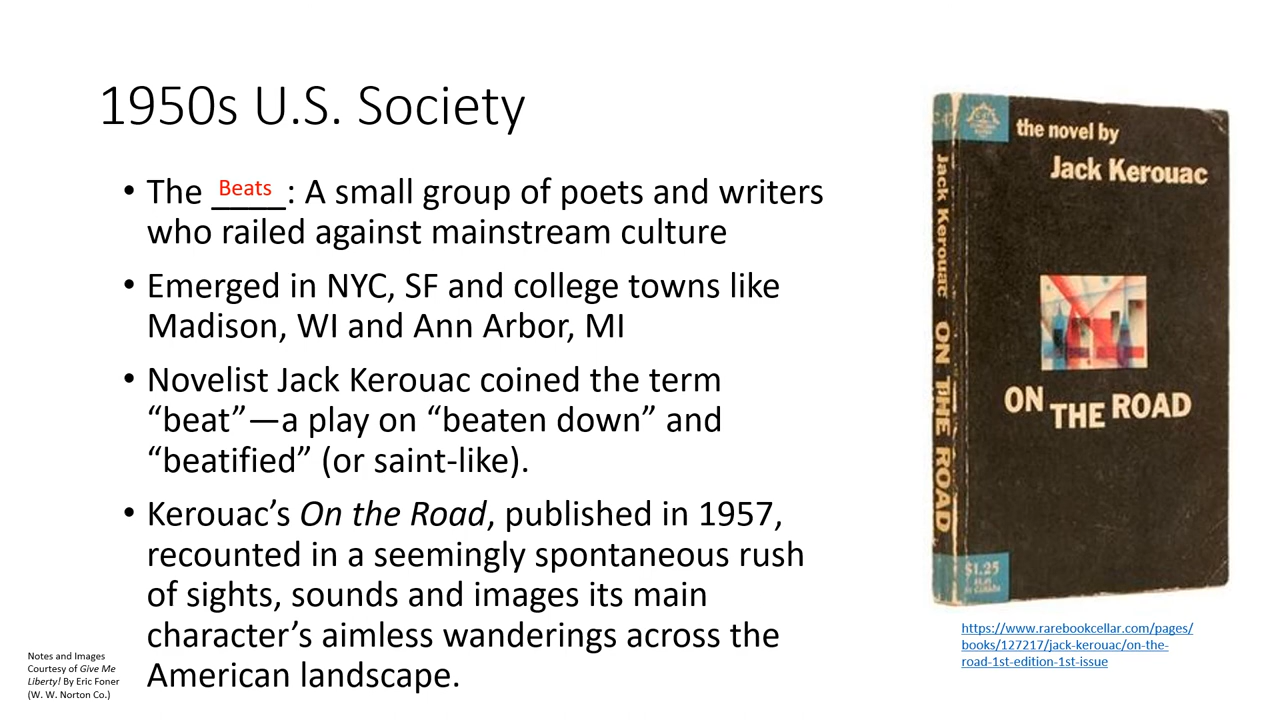 1950s U.S. Society
• The Beats: A small group of poets and writers
who railed against mainstream culture
• Emerged in NYC, SF and college towns like
Madison, WI and Ann Arbor, MI
• Novelist Jack Kerouac coined the term
“beat”—a play on “beaten down” and
“beatified” (or saint-like).
• Kerouac’s On the Road, published in 1957,
recounted in a seemingly spontaneous rush
of sights, sounds and images its main
character’s aimless wanderings across the
American landscape.
Notes and Images
Courtesy of Give Me
Liberty! By Eric Foner
(W. W. Norton Co.)
the novel by
Jack Kerouac
ON THE ROAD
$1.25
Jack Kerouac ON THE ROAD
https://www.rarebookcellar.com/pages/
books/127217/jack-kerouac/on-the-
road-1st-edition-1st-issue